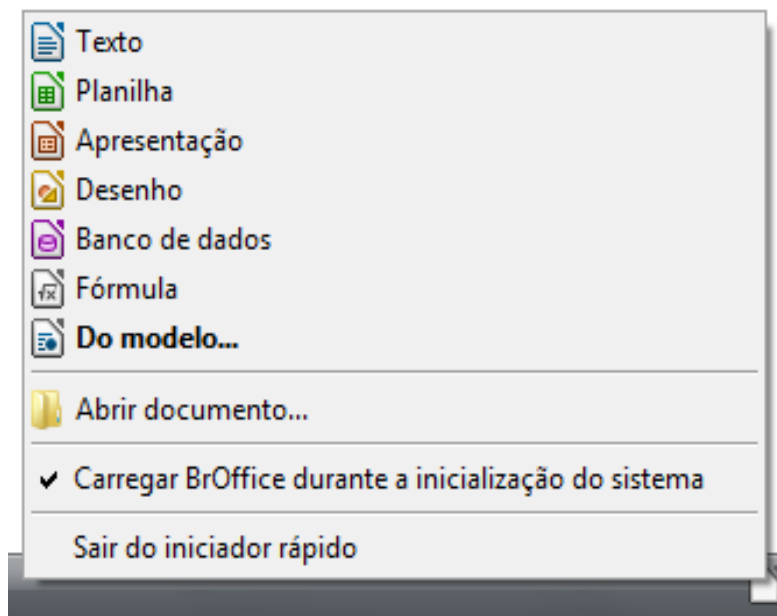 Texto
Planilha
Apresentação
Desenho
Banco de dados
Fórmula
Do modelo...
Abrir documento...
Carregar BrOffice durante a inicialização do sistema
Sair do iniciador rápido